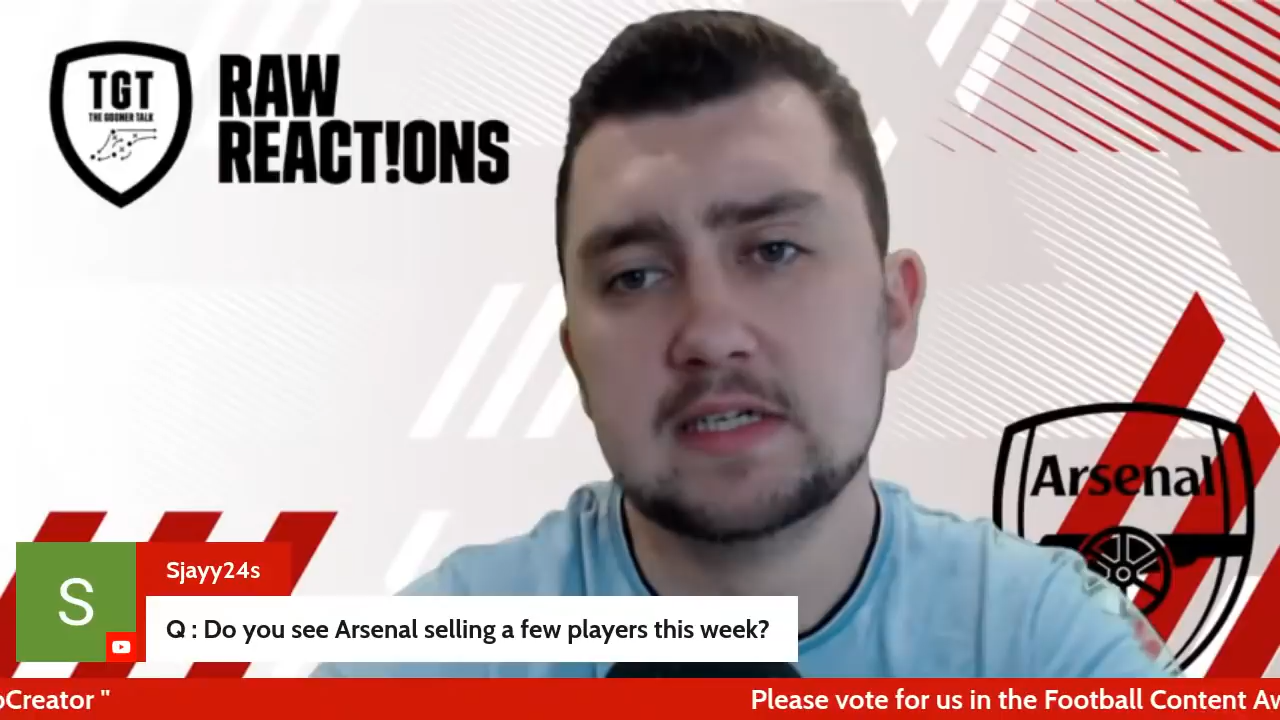 TGT
THE GOONER TALK
RAW
REACT!ONS
Arsenal
S
Sjayy24s
Q : Do you see Arsenal selling a few players this week?
oCreator "
Please vote for us in the Football Content Aw